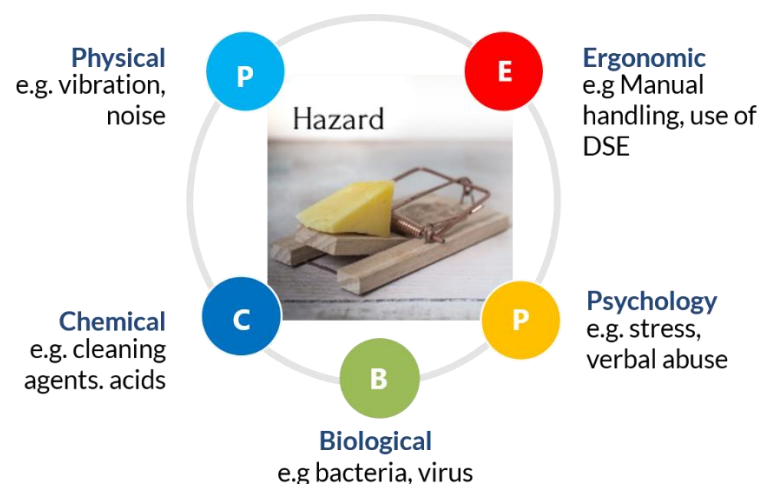 P
Physical
e.g. vibration,
noise
E
Ergonomic
e.g Manual
handling, use of
DSE
Hazard
C
Chemical
e.g. cleaning
agents. acids
P
Psychology
e.g. stress,
verbal abuse
B
Biological
e.g bacteria, virus